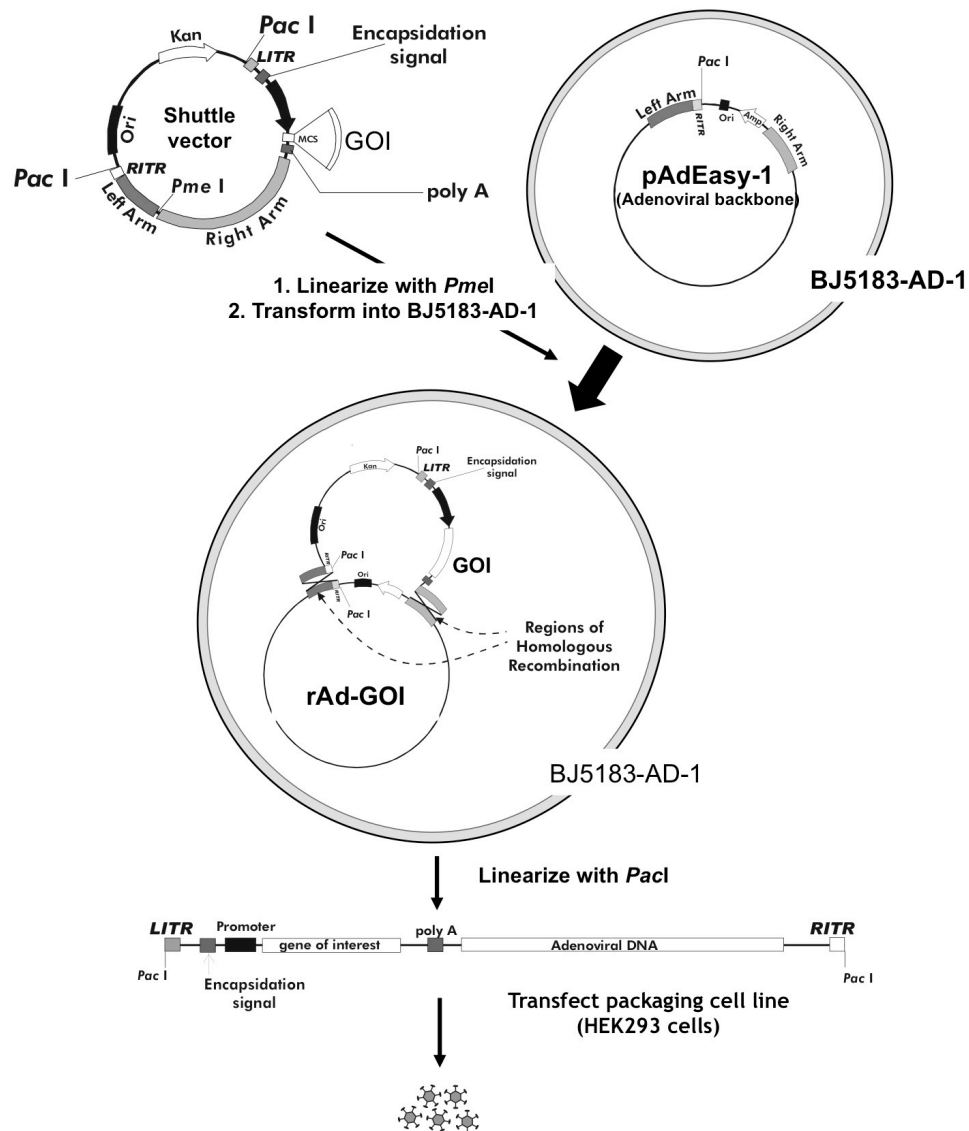 Pac I
Kan
LITR
Encapsidation
signal
Shuttle
vector
Ori
MCS
GOI
Pac I
RITR
Left Arm
Pme I
Right Arm
poly A
Pac I
Left Arm
RITR
Ori
Amp
Right Arm
pAdEasy-1
(Adenoviral backbone)
BJ5183-AD-1
1. Linearize with PmeI
2. Transform into BJ5183-AD-1
Pac I
Kan
LITR
Encapsidation
signal
Ori
GOI
RITR
Pac I
Ori
RITR
Pac I
Regions of
Homologous
Recombination
rAd-GOI
BJ5183-AD-1
Linearize with PacI
LITR
Promoter
gene of interest
poly A
Adenoviral DNA
RITR
Pac I
Encapsidation
signal
Pac I
Transfect packaging cell line
(HEK293 cells)